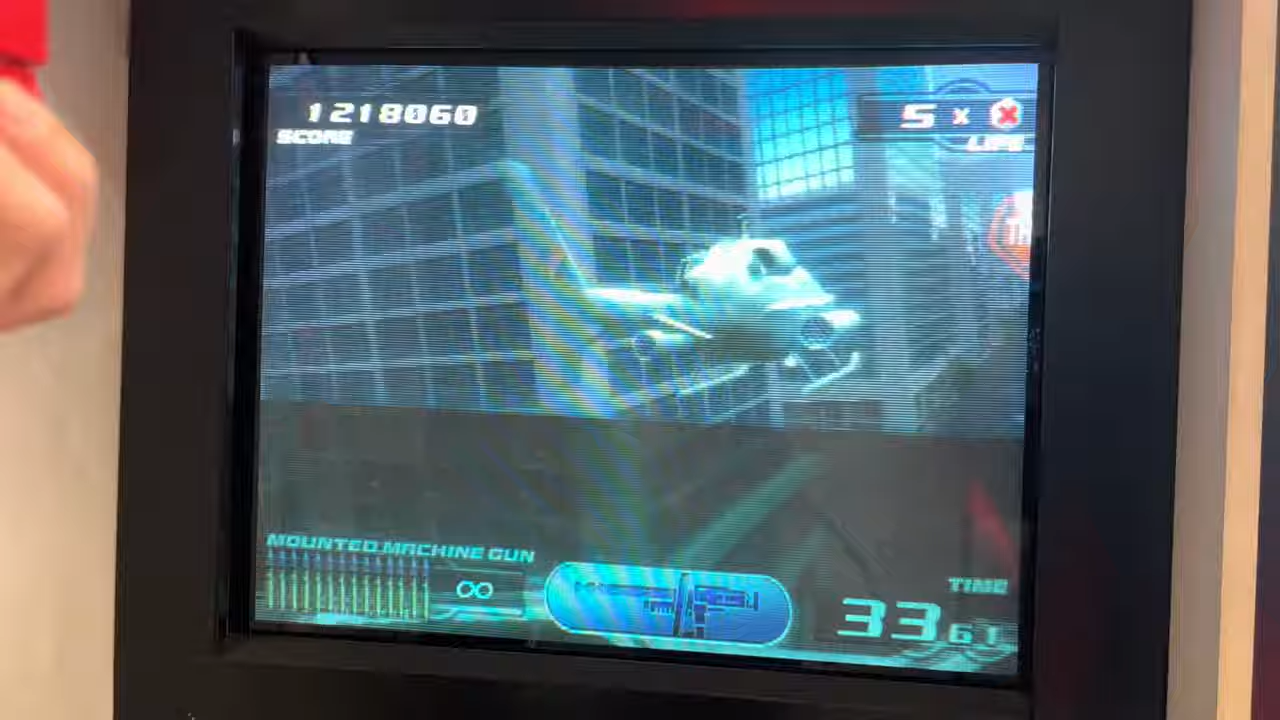 1218060
SCORE
5 x
LIFE
MOUNTED MACHINE GUN
∞
TIME
33 61